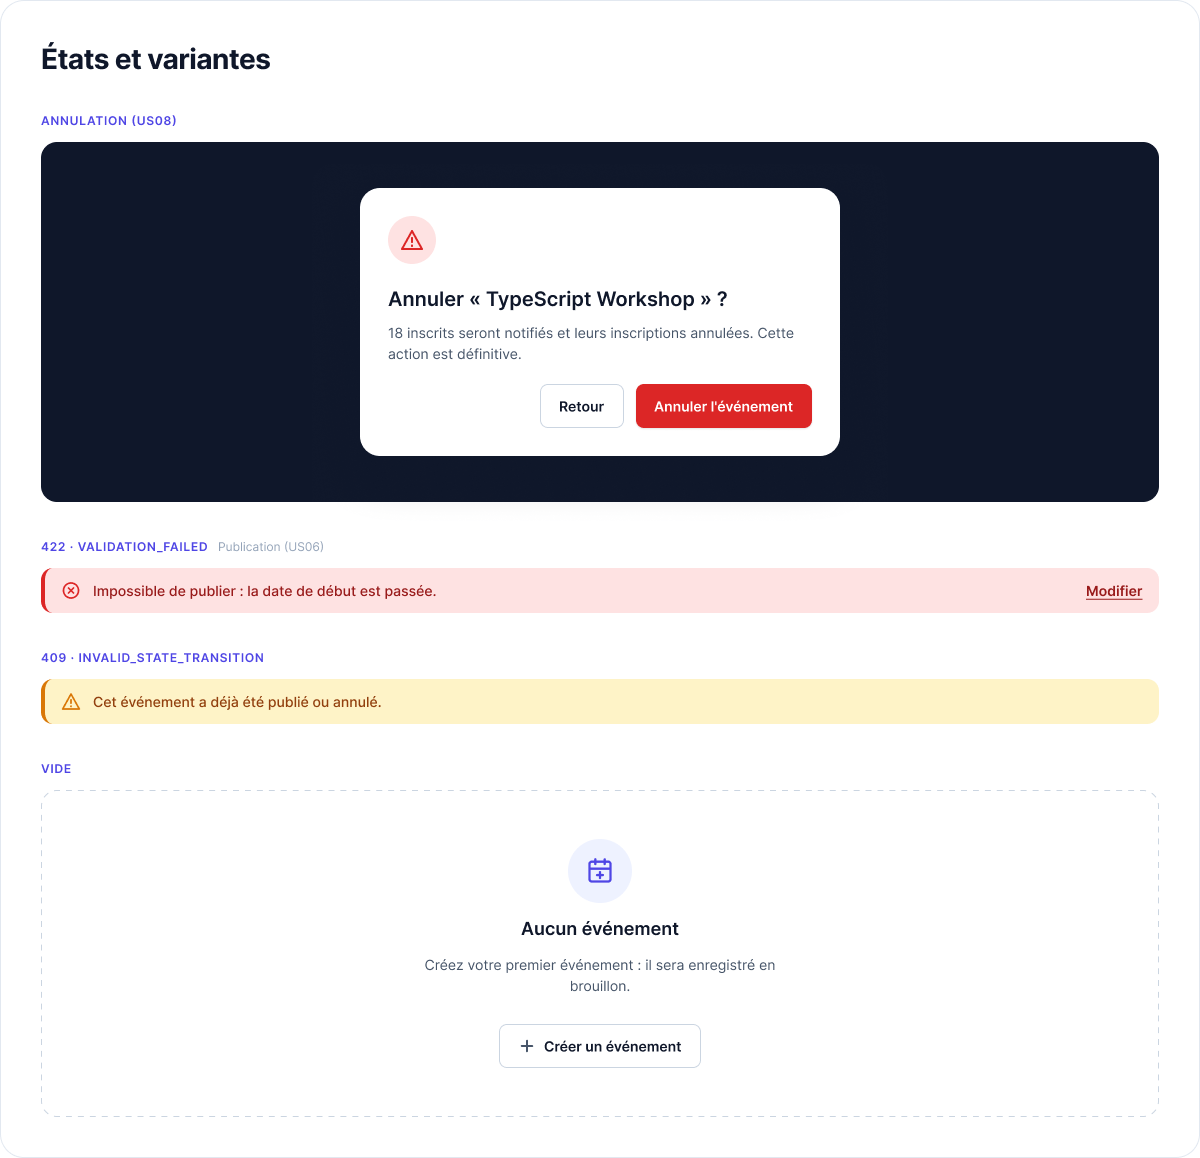 États et variantes
ANNULATION (US08)
Annuler « TypeScript Workshop » ?
18 inscrits seront notifiés et leurs inscriptions annulées. Cette
action est définitive.
Retour
Annuler l'événement
422 · VALIDATION_FAILED Publication (US06)
Impossible de publier : la date de début est passée.
Modifier
409 · INVALID_STATE_TRANSITION
Cet événement a déjà été publié ou annulé.
VIDE
Aucun événement
Créez votre premier événement : il sera enregistré en
brouillon.
Créer un événement